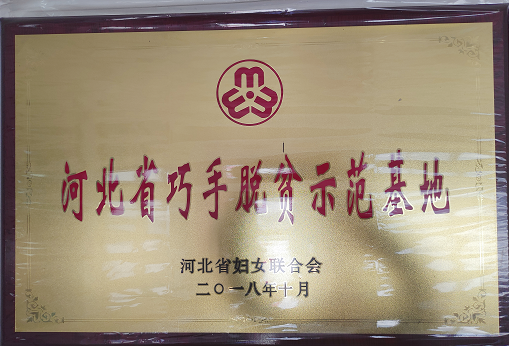 河北省巧手脱贫示范基地
河北省妇女联合会
二〇一八年十月